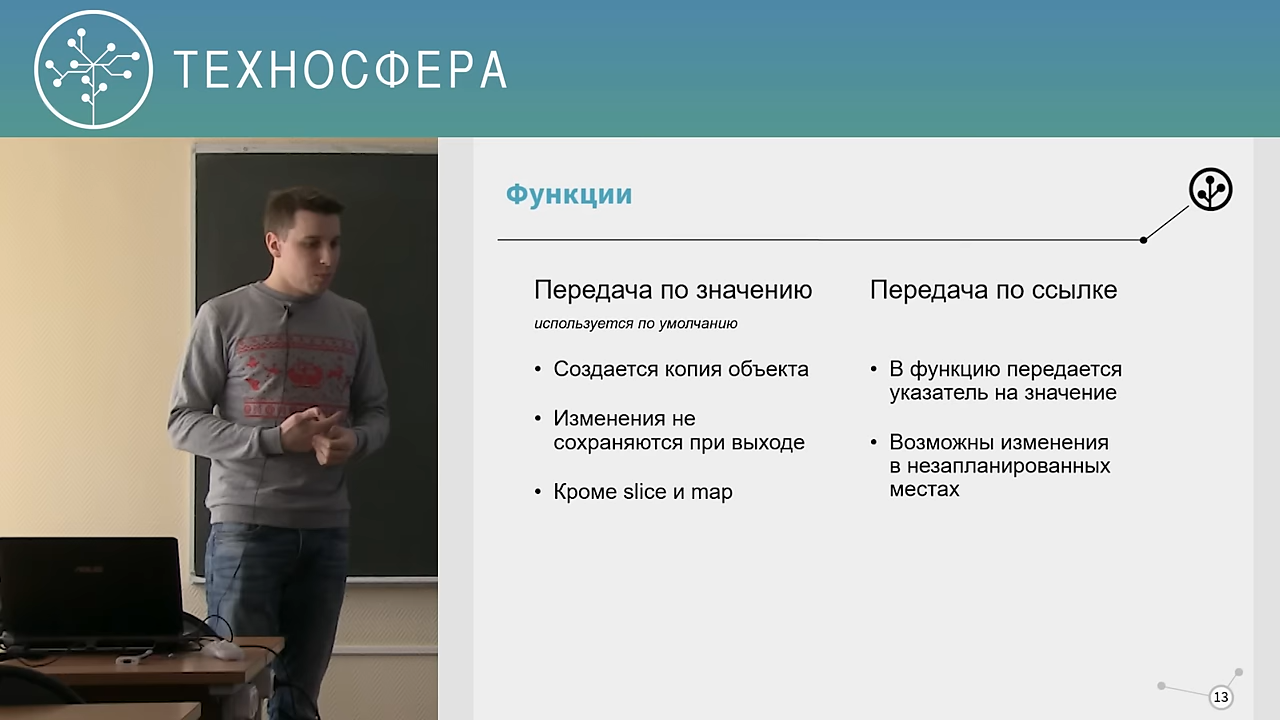 ТЕХНОСФЕРА
Функции
Передача по значению
используется по умолчанию
• Создается копия объекта
• Изменения не
сохраняются при выходе
• Кроме slice и map
Передача по ссылке
• В функцию передается
указатель на значение
• Возможны изменения
в незапланированных
местах
13